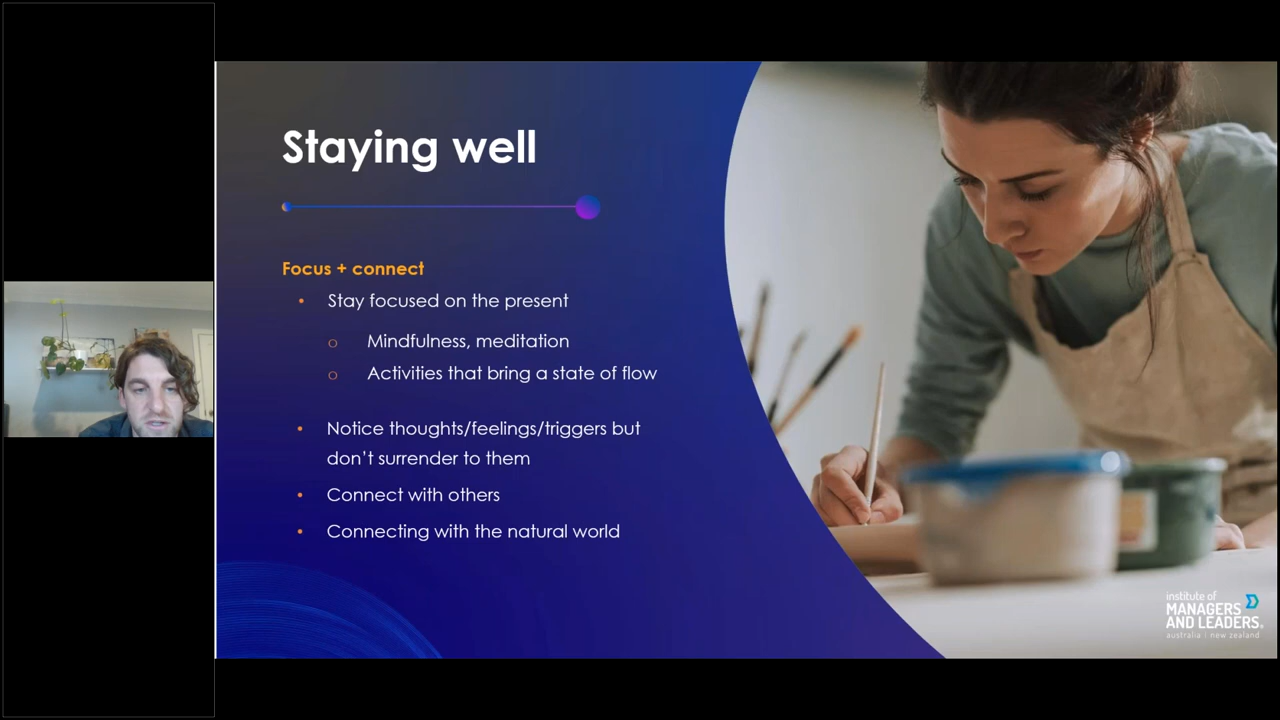 Staying well
Focus + connect
• Stay focused on the present
o Mindfulness, meditation
o Activities that bring a state of flow
• Notice thoughts/feelings/triggers but
don’t surrender to them
• Connect with others
• Connecting with the natural world
institute of
MANAGERS
AND LEADERS®
australia | new zealand